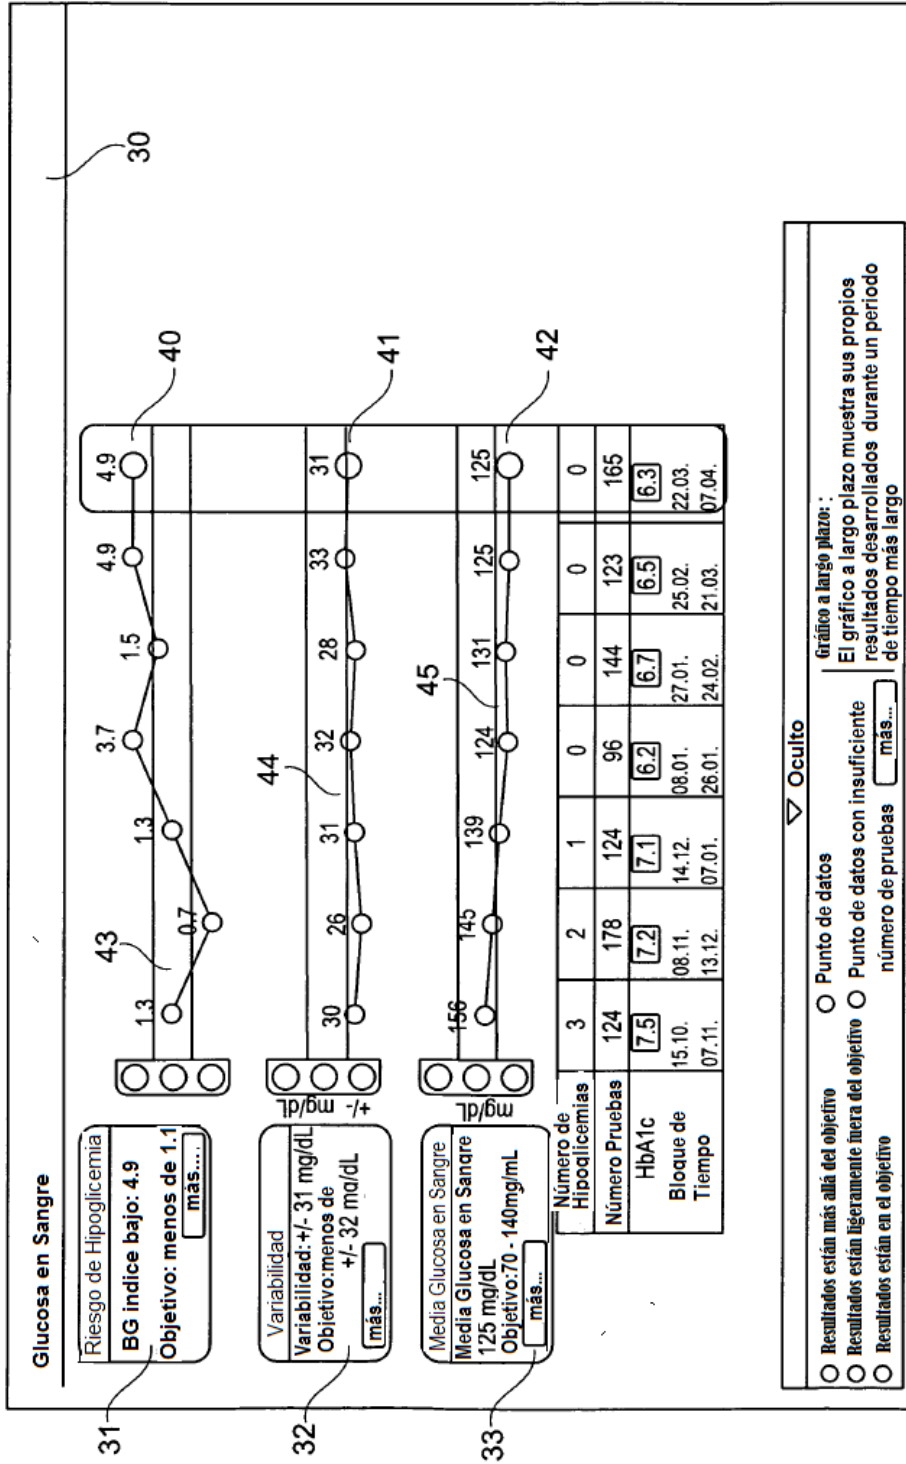 Glucosa en Sangre
30
31
Riesgo de Hipoglicemia
BG indice bajo: 4.9
Objetivo: menos de 1.1
más...
1.3
0.7
1.3
3.7
1.5
4.9
4.9
43
40
32
Variabilidad
Variabilidad: +/- 31 mg/dL
Objetivo:menos de
+/- 32 mg/dL
más...
+/- mg/dL
30
26
31
32
28
33
31
44
41
33
Media Glucosa en Sangre
Media Glucosa en Sangre
125 mg/dL
Objetivo:70 - 140mg/mL
más...
mg/dL
156
145
139
124
131
125
125
45
42
Número de Hipoglicemias 3 2 1 0 0 0 0
Número Pruebas 124 178 124 96 144 123 165
HbA1c 7.5 7.2 7.1 6.2 6.7 6.5 6.3
Bloque de 15.10. 08.11. 14.12. 08.01. 27.01. 25.02. 22.03.
Tiempo 07.11. 13.12. 07.01. 26.01. 24.02. 21.03. 07.04.
Oculto
Resultados están más allá del objetivo
Resultados están ligeramente fuera del objetivo
Resultados están en el objetivo
Punto de datos
Punto de datos con insuficiente
número de pruebas
más...
Gráfico a largo plazo: :
El gráfico a largo plazo muestra sus propios
resultados desarrollados durante un periodo
de tiempo más largo